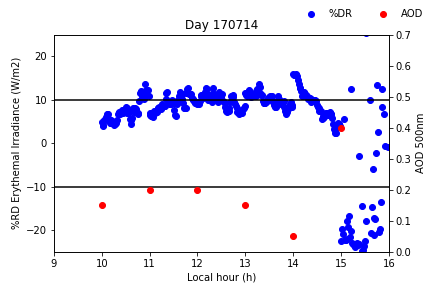 %DR AOD
Day 170714
%RD Erythemal Irradiance (W/m2)
20
10
0
−10
−20
0.7
0.6
0.5
0.4
0.3
0.2
0.1
0.0
AOD 500nm
9 10 11 12 13 14 15 16
Local hour (h)